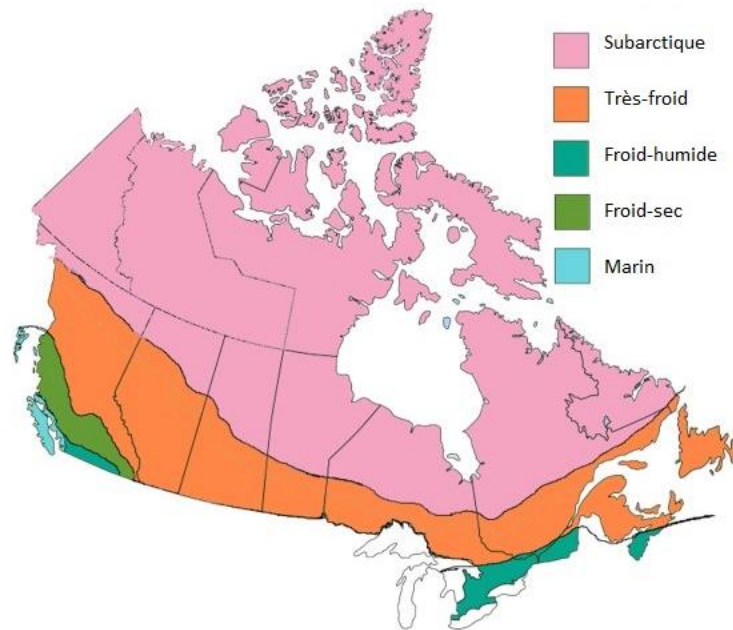 Subarctique
Très-froid
Froid-humide
Froid-sec
Marin